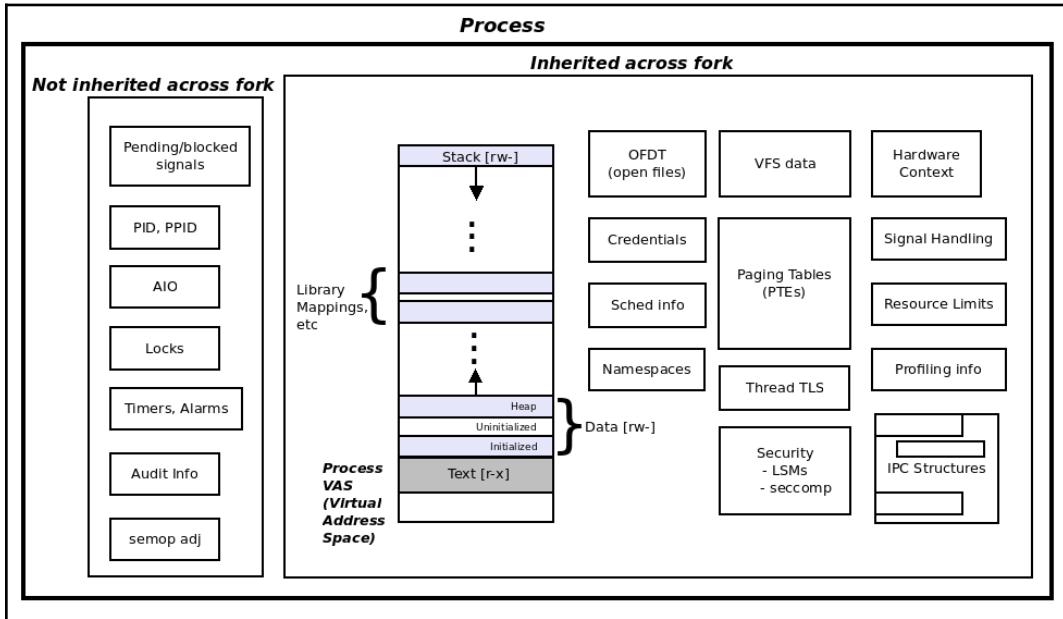 Process
Not inherited across fork
Pending/blocked
signals
PID, PPID
AIO
Locks
Timers, Alarms
Audit Info
semop adj
Inherited across fork
Stack [rw-]
Library
Mappings,
etc
Heap
Uninitialized
Initialized
Data [rw-]
Text [r-x]
Process
VAS
(Virtual
Address
Space)
OFDT
(open files)
VFS data
Hardware
Context
Credentials
Paging Tables
(PTEs)
Signal Handling
Sched info
Resource Limits
Namespaces
Thread TLS
Profiling info
Security
- LSMs
- seccomp
IPC Structures